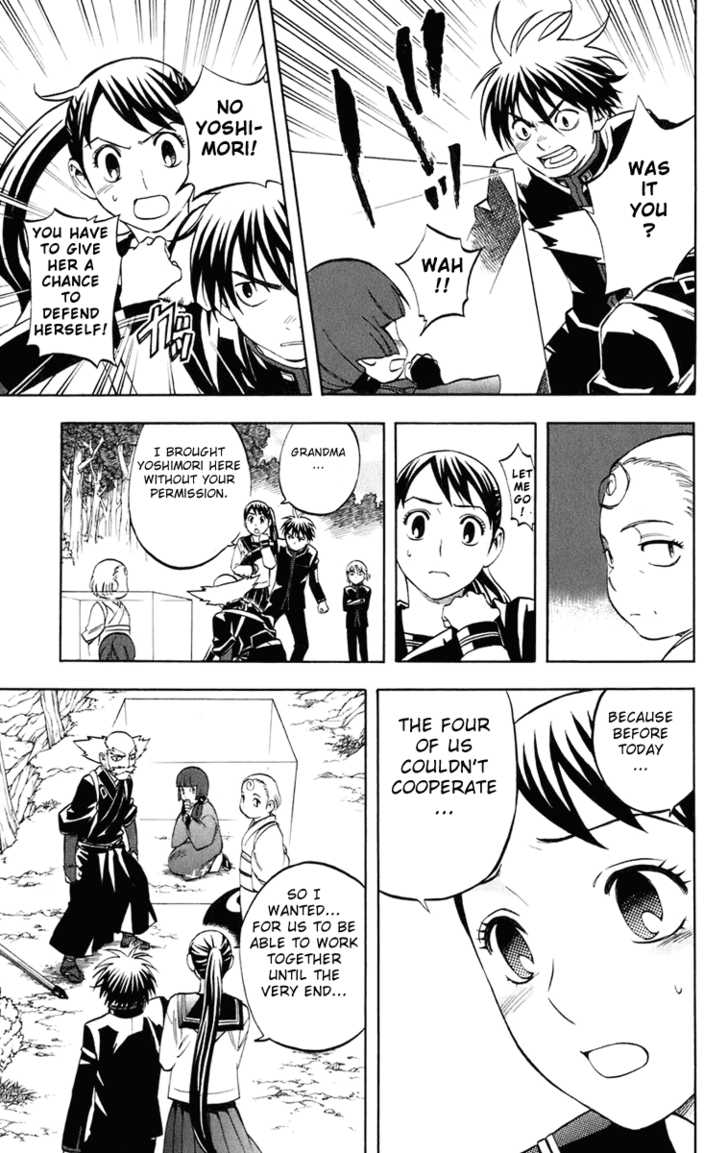 WAS
IT
YOU
?
WAH
!!
NO
YOSHI-
MORI!
YOU HAVE
TO GIVE
HER A
CHANCE
TO
DEFEND
HERSELF!
ガッ
LET
ME
GO
!
GRANDMA
...
I BROUGHT
YOSHIMORI HERE
WITHOUT YOUR
PERMISSION.
BECAUSE
BEFORE
TODAY
...
THE FOUR
OF US
COULDN'T
COOPERATE
...
SO I
WANTED...
FOR US TO BE
ABLE TO WORK
TOGETHER
UNTIL THE
VERY END...